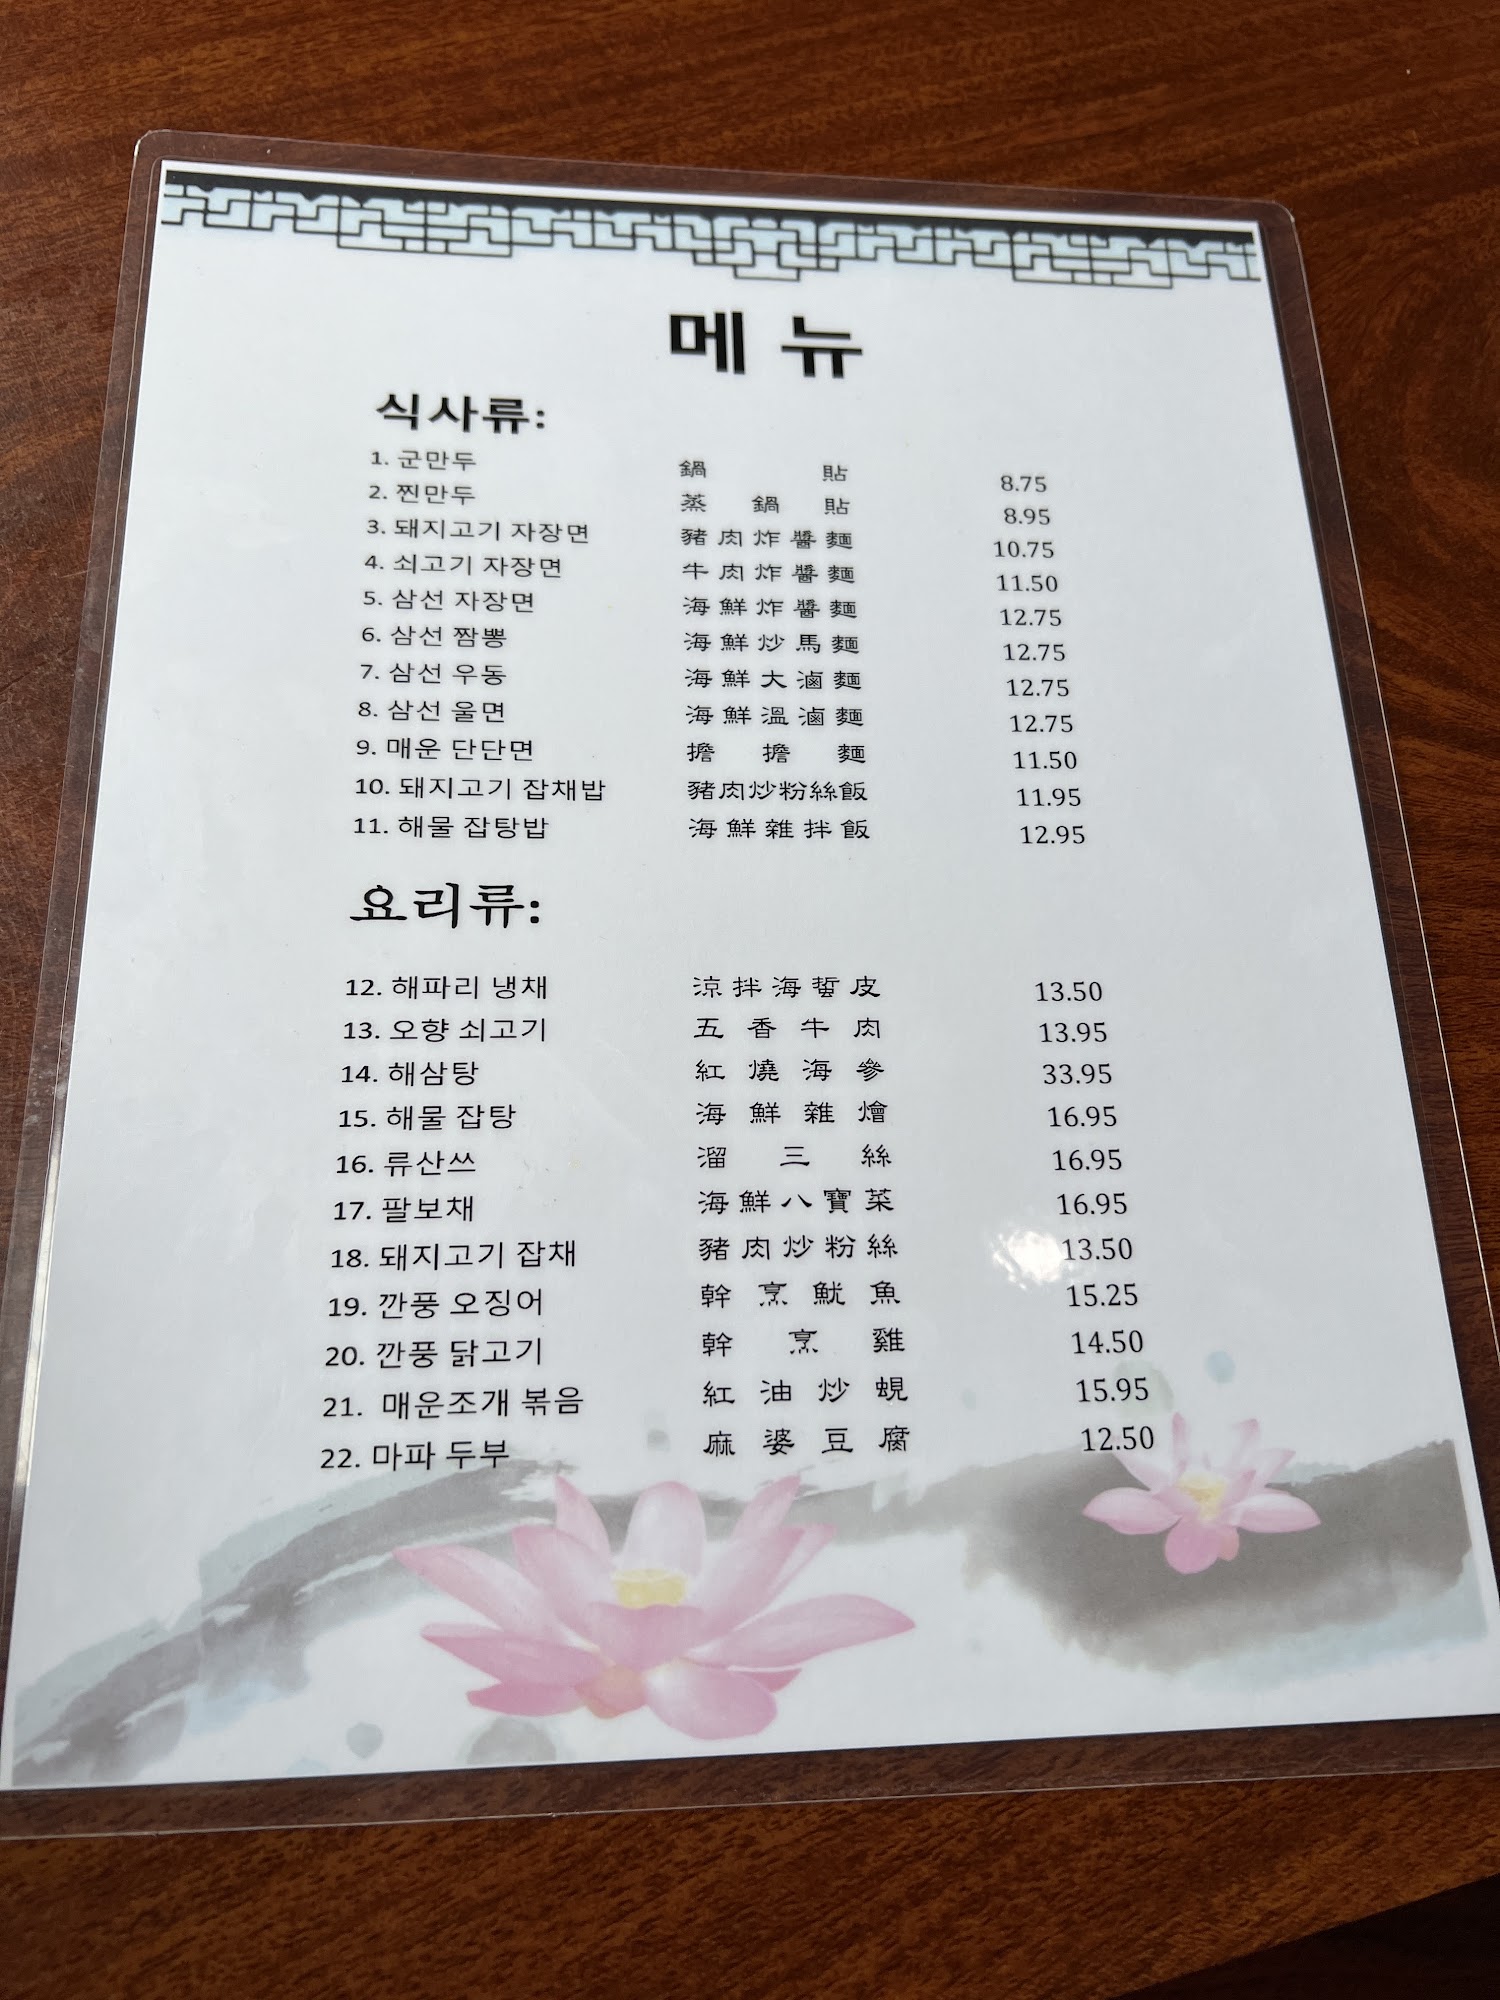 메뉴
식사류:
1. 군만두 鍋貼 8.75
2. 찐만두 蒸鍋貼 8.95
3. 돼지고기 자장면 豬肉炸醬麵 10.75
4. 쇠고기 자장면 牛肉炸醬麵 11.50
5. 삼선 자장면 海鮮炸醬麵 12.75
6. 삼선 짬뽕 海鮮炒馬麵 12.75
7. 삼선 우동 海鮮大滷麵 12.75
8. 삼선 울면 海鮮溫滷麵 12.75
9. 매운 단단면 擔擔麵 11.50
10. 돼지고기 잡채밥 豬肉炒粉絲飯 11.95
11. 해물 잡탕밥 海鮮雜拌飯 12.95
요리류:
12. 해파리 냉채 涼拌海蜇皮 13.50
13. 오향 쇠고기 五香牛肉 13.95
14. 해삼탕 紅燒海參 33.95
15. 해물 잡탕 海鮮雜燴 16.95
16. 류산쓰 溜三絲 16.95
17. 팔보채 海鮮八寶菜 16.95
18. 돼지고기 잡채 豬肉炒粉絲 13.50
19. 깐풍 오징어 幹烹魷魚 15.25
20. 깐풍 닭고기 幹烹雞 14.50
21. 매운조개 볶음 紅油炒蜆 15.95
22. 마파 두부 麻婆豆腐 12.50